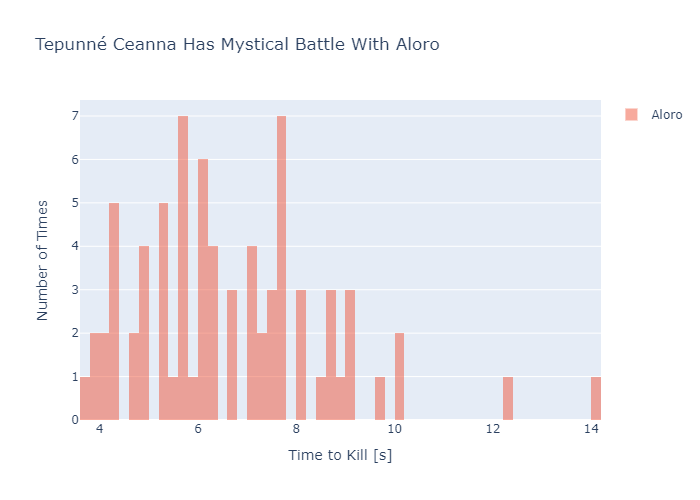 Tepunné Ceanna Has Mystical Battle With Aloro
Aloro
7
6
5
4
3
2
1
0
Number of Times
4 6 8 10 12 14
Time to Kill [s]